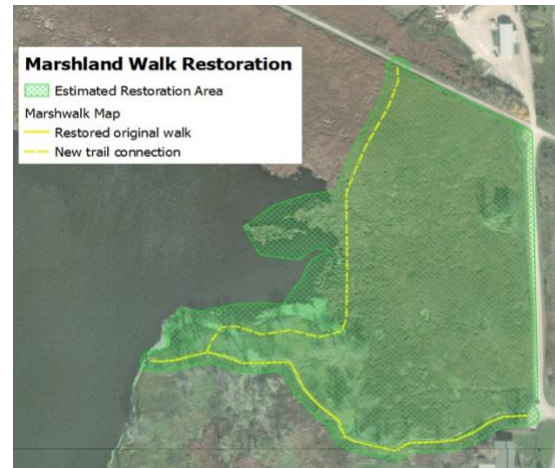 Marshland Walk Restoration
Estimated Restoration Area
Marshwalk Map
Restored original walk
New trail connection